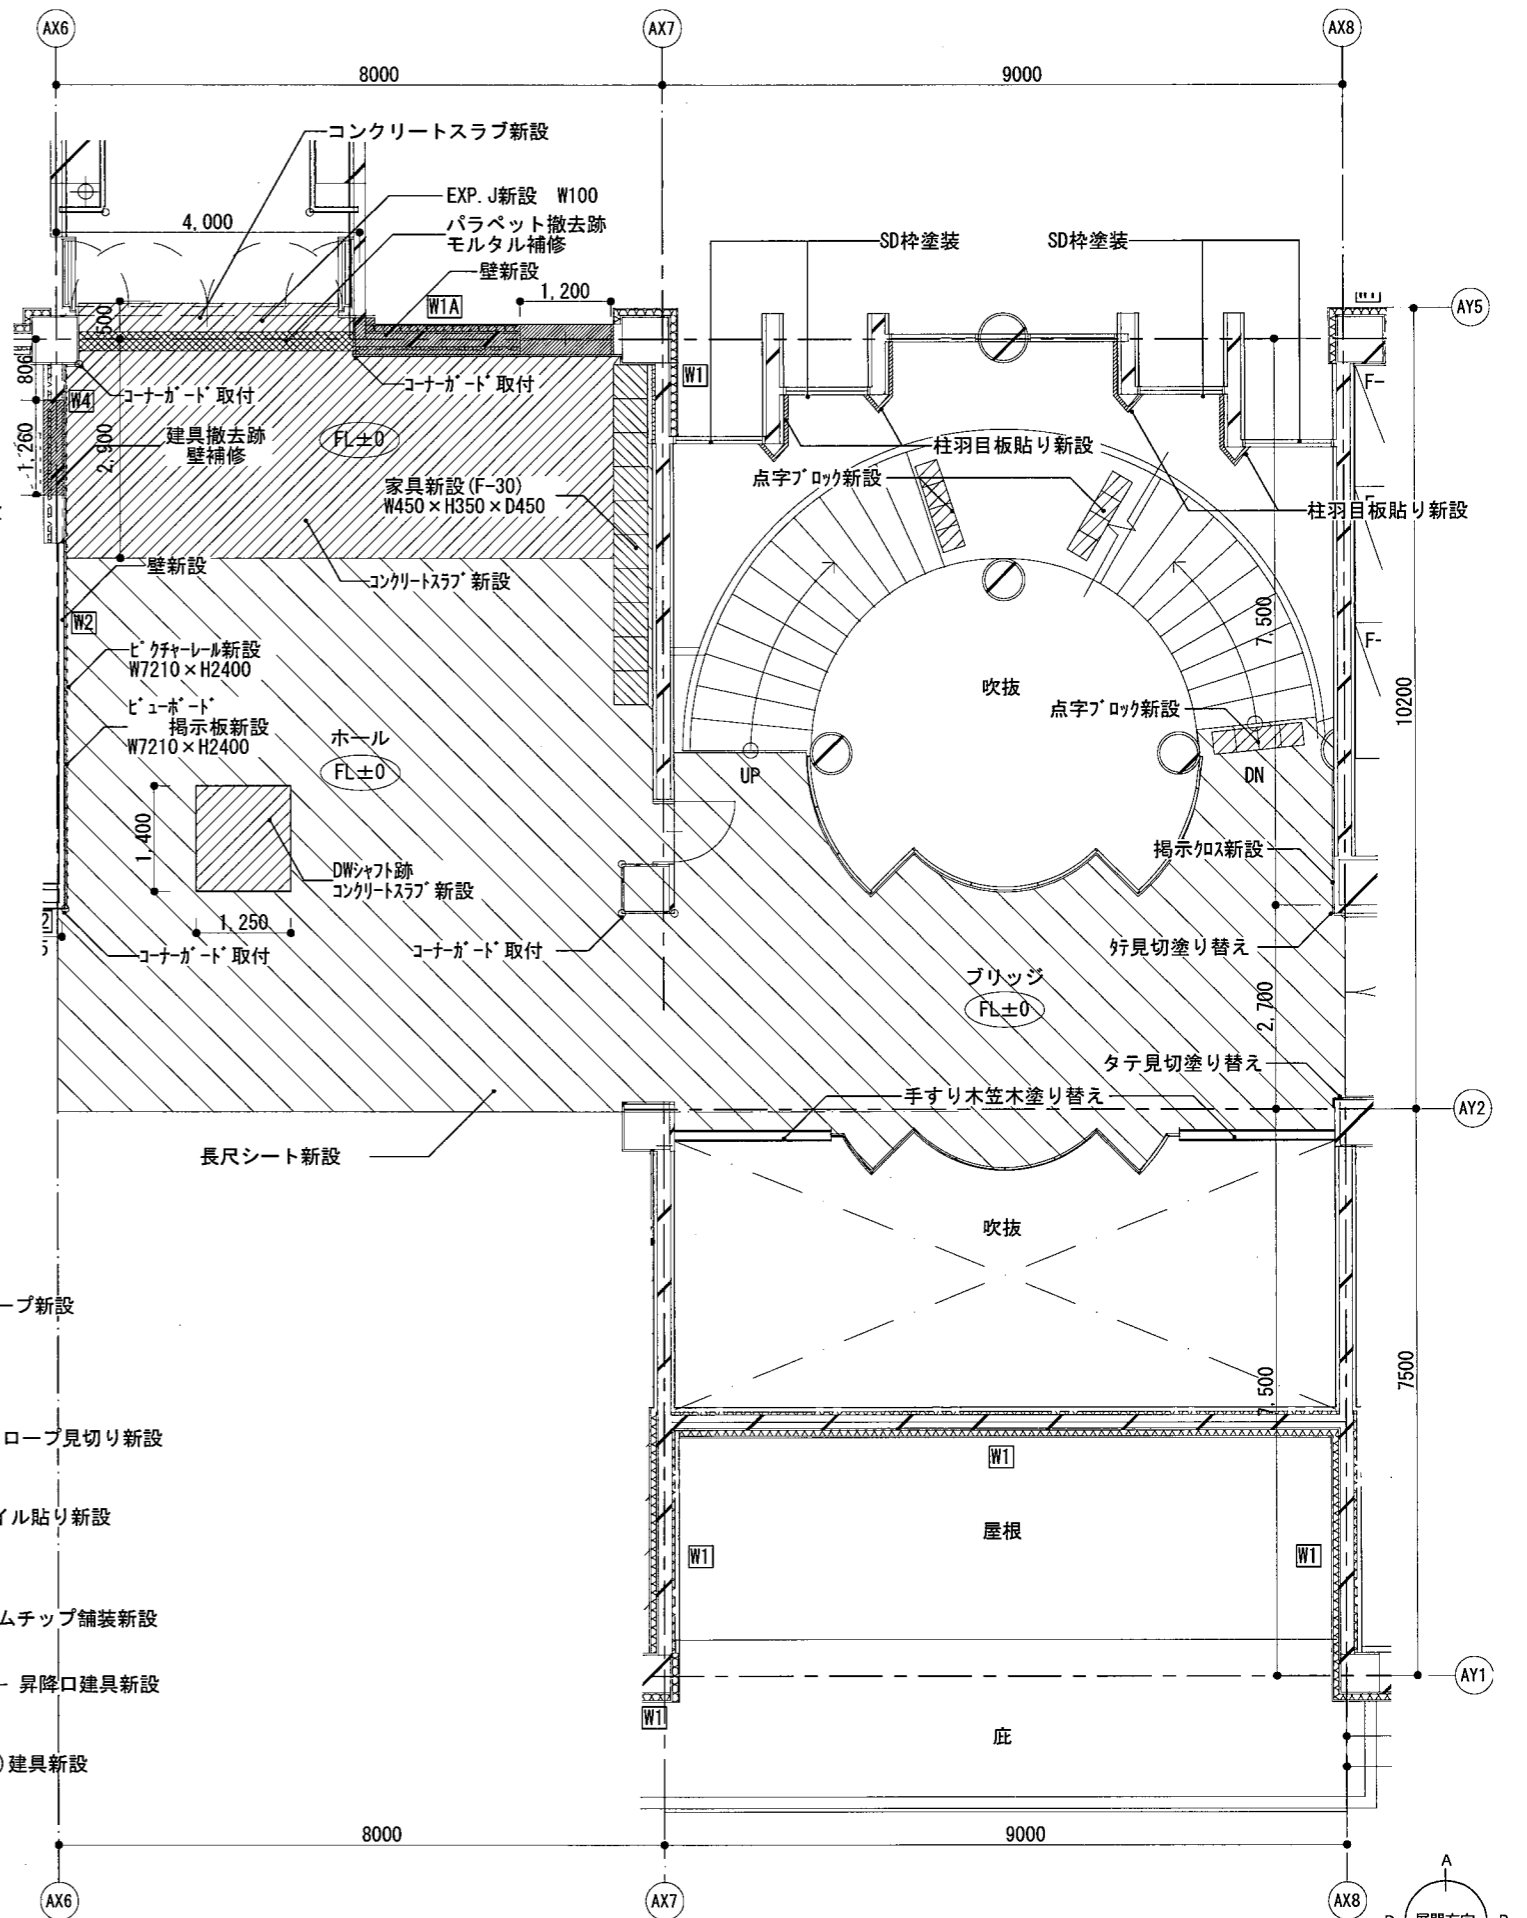 AX6
AX7
AX8
8000
9000
コンクリートスラブ新設
EXP.J新設 W100
4,000
パラペット撤去跡
モルタル補修
SD枠塗装
SD枠塗装
壁新設
W1A
1,200
AY5
500
806
W1
コーナーガード取付
コーナーガード取付
F-
W4
建具撤去跡
壁補修
FL±0
1,260
2,900
柱羽目板貼り新設
点字ブロック新設
家具新設(F-30)
W450×H350×D450
柱羽目板貼り新設
壁新設
コンクリートスラブ新設
W2
7,500
F-
ピクチャーレール新設
W7210×H2400
吹抜
10200
ビューボード
掲示板新設
W7210×H2400
点字ブロック新設
ホール
FL±0
UP
DN
1,400
掲示クロス新設
DWシャフト跡
コンクリートスラブ新設
1,250
コーナーガード取付
コーナーガード取付
タテ見切塗り替え
ブリッジ
FL±0
2,700
タテ見切塗り替え
手すり木笠木塗り替え
AY2
長尺シート新設
吹抜
ープ新設
7,500
7500
ロープ見切り新設
W1
イル貼り新設
屋根
W1
W1
ムチップ舗装新設
昇降口建具新設
AY1
W1
庇
)建具新設
8000
9000
A
AX6
AX7
AX8